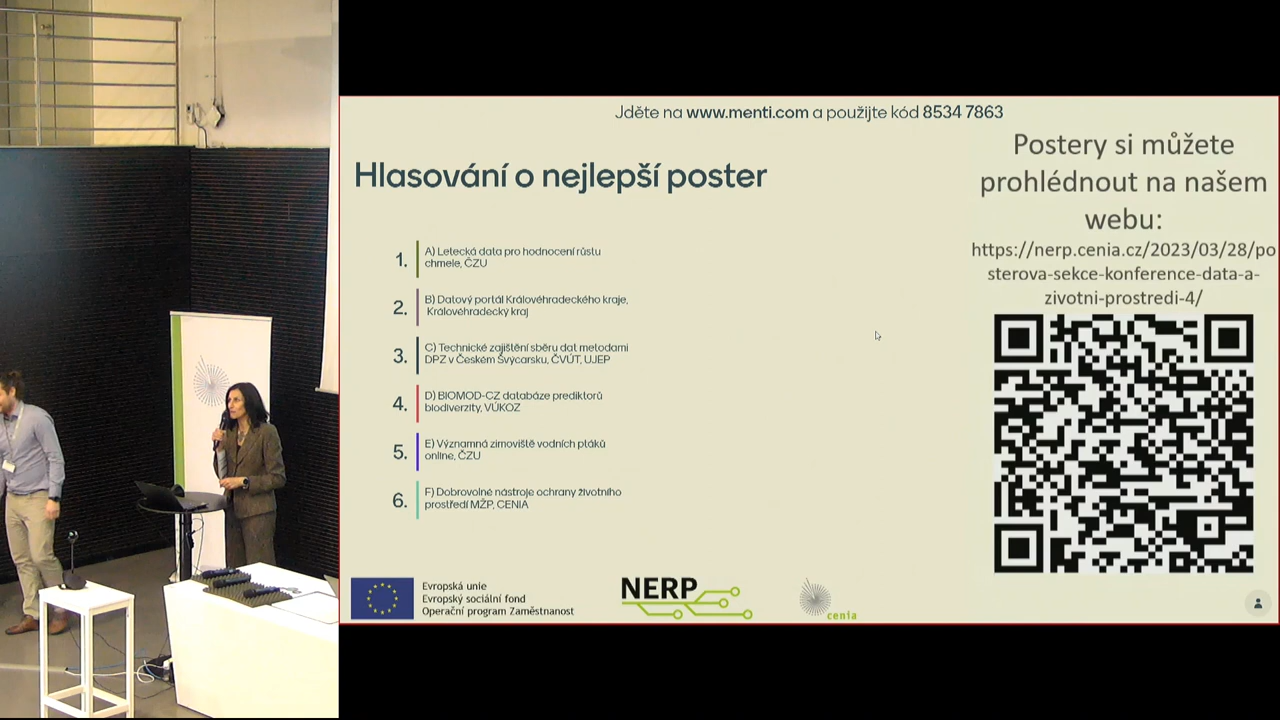 Jděte na www.menti.com a použijte kód 8534 7863
Hlasování o nejlepší poster
1. A) Letecká data pro hodnocení růstu
chmele, ČZU
2. B) Datový portál Královéhradeckého kraje,
Královéhradecký kraj
3. C) Technické zajištění sběru dat metodami
DPZ v Českém Švýcarsku, ČVÚT, UJEP
4. D) BIOMOD-CZ databáze prediktorů
biodiverzity, VÚKOZ
5. E) Významná zimoviště vodních ptáků
online, ČZU
6. F) Dobrovolné nástroje ochrany životního
prostředí MŽP, CENIA
Postery si můžete
prohlédnout na našem
webu:
https://nerp.cenia.cz/2023/03/28/po
sterova-sekce-konference-data-a-
zivotni-prostredi-4/
Evropská unie
Evropský sociální fond
Operační program Zaměstnanost
NERP
cenia